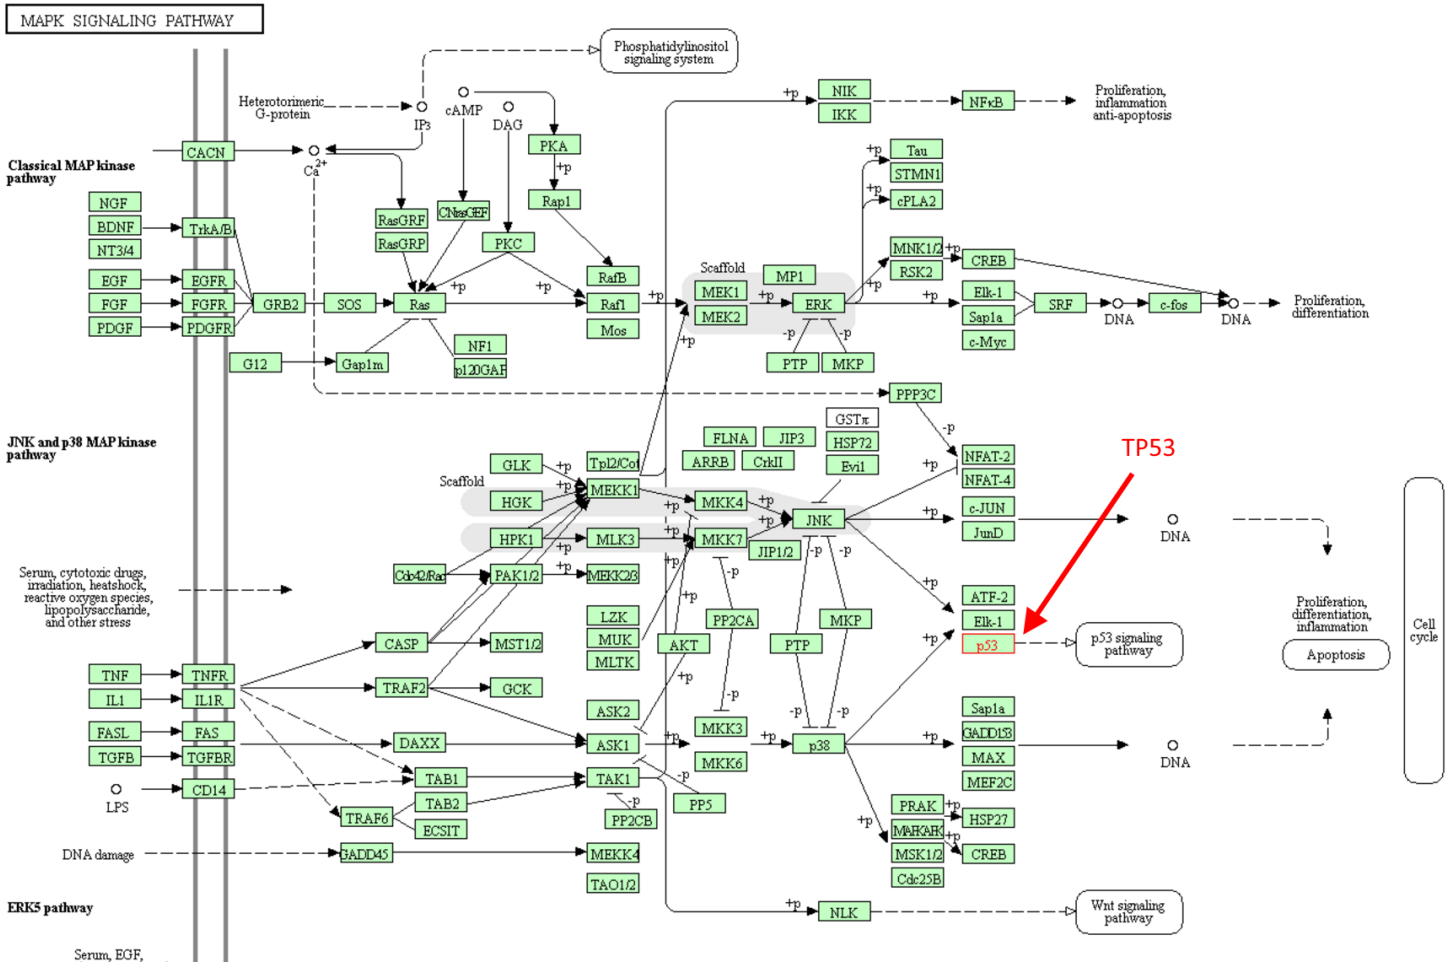 MAPK SIGNALING PATHWAY
Phosphatidylinositol
signaling system
Heterotorimeric
G-protein
IP3
cAMP
DAG
+p
NIK
IKK
NFκB
Proliferation,
inflammation
anti-apoptosis
Classical MAP kinase
pathway
CACN
Ca2+
PKA
+p
Rap1
+p
Tau
STMN1
+p
cPLA2
NGF
BDNF
NT3/4
TrkA/B
RasGRF
RasGRP
CNrasGEF
PKC
RafB
Scaffold
MP1
MNK1/2
+p
RSK2
CREB
EGF
EGFR
FGF
FGFR
PDGF
PDGFR
GRB2
SOS
Ras
+p
+p
Raf1
+p
Mos
MEK1
MEK2
+p
ERK
+p
+p
Elk-1
Sap1a
c-Myc
SRF
DNA
c-fos
DNA
Proliferation,
differentiation
G12
Gap1m
NF1
p120GAP
+p
-p
-p
PTP
MKP
PPP3C
-p
JNK and p38 MAP kinase
pathway
GSTπ
HSP72
Evi1
FLNA
JIP3
ARRB
CrkII
NFAT-2
NFAT-4
+p
TP53
Scaffold
GLK
HGK
+p
+p
+p
Tpl2/Cot
MEKK1
MKK4
+p
JNK
+p
c-JUN
JunD
DNA
HPK1
+p
MLK3
+p
MKK7
+p
JIP1/2
Cdc42/Rac
+p
PAK1/2
+p
MEKK2/3
+p
-p
-p
-p
+p
ATF-2
Elk-1
p53
+p
p53 signaling
pathway
Serum, cytotoxic drugs,
irradiation, heatshock,
reactive oxygen species,
lipopolysaccharide,
and other stress
LZK
MUK
MLTK
+p
PP2CA
MKP
AKT
PTP
CASP
MST1/2
Proliferation,
differentiation,
inflammation
Apoptosis
Cell
cycle
TNF
TNFR
IL1
IL1R
TRAF2
GCK
+p
-p
FASL
FAS
TGFB
TGFBR
DAXX
ASK2
ASK1
+p
MKK3
MKK6
+p
-p
-p
p38
+p
Sap1a
GADD153
MAX
MEF2C
DNA
LPS
CD14
TAB1
TAB2
ECSIT
TRAF6
TAK1
-p
-p
PP5
PP2CB
+p
PRAK
+p
MAPKAPK
+p
MSK1/2
Cdc25B
HSP27
CREB
DNA damage
GADD45
MEKK4
TAO1/2
ERK5 pathway
+p
NLK
Wnt signaling
pathway
Serum, EGF,